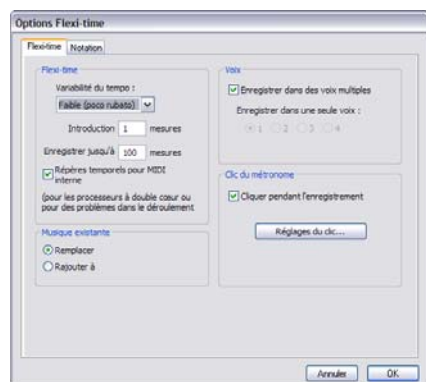 Options Flexi-time
Flexi-time
Notation
Flexi-time
Variabilité du tempo :
Faible (poco rubato)
Introduction 1 mesures
Enregistrer jusqu'à 100 mesures
Répères temporels pour MIDI
interne
(pour les processeurs à double cœur ou
pour des problèmes dans le déroulement
Musique existante
Remplacer
Rajouter à
Voix
Enregistrer dans des voix multiples
Enregistrer dans une seule voix :
1 2 3 4
Clic du métronome
Cliquer pendant l'enregistrement
Réglages du clic...
Annuler
OK